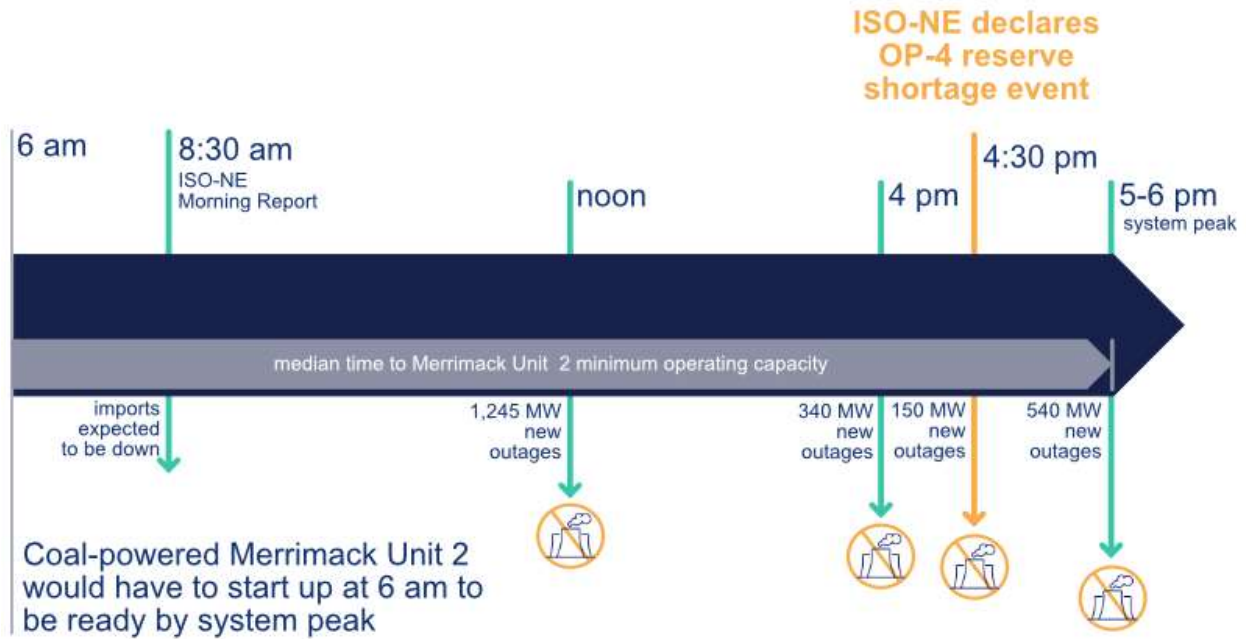 ISO-NE declares
OP-4 reserve
shortage event
6 am
8:30 am
ISO-NE
Morning Report
noon
4 pm
4:30 pm
5-6 pm
system peak
median time to Merrimack Unit 2 minimum operating capacity
imports
expected
to be down
1,245 MW
new
outages
340 MW
new
outages
150 MW
new
outages
540 MW
new
outages
Coal-powered Merrimack Unit 2
would have to start up at 6 am to
be ready by system peak